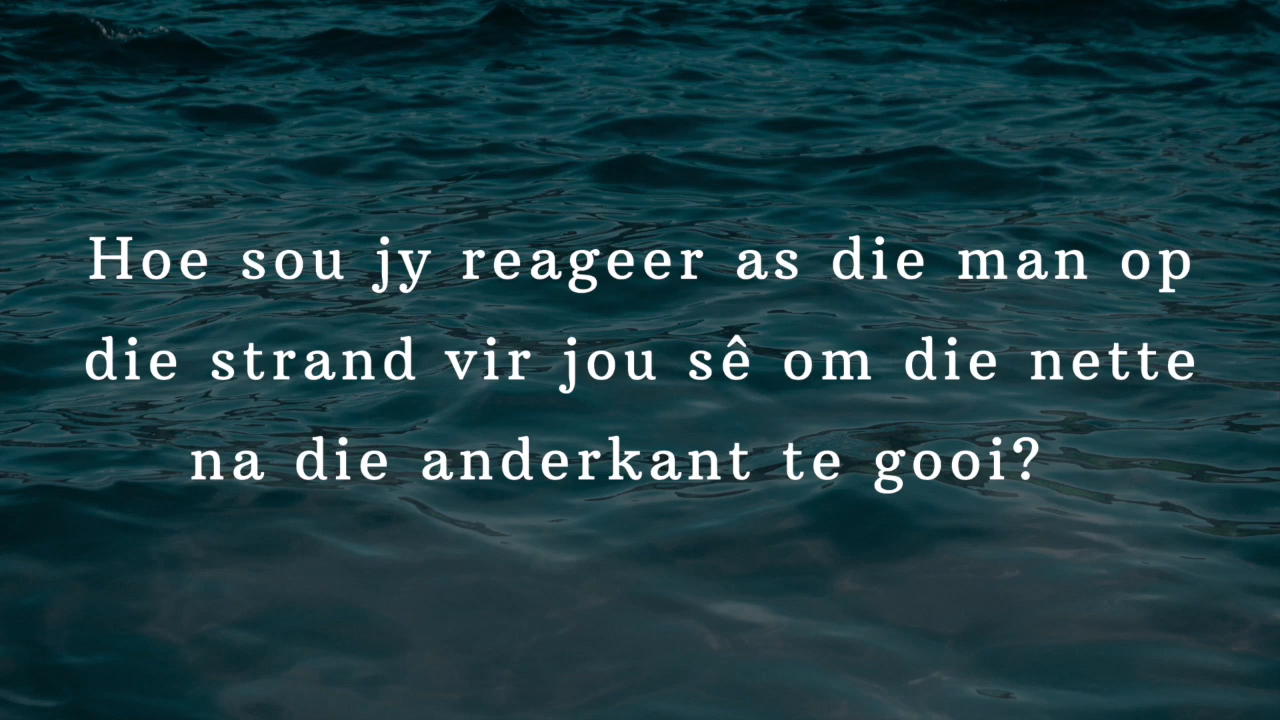 Hoe sou jy reageer as die man op
die strand vir jou sê om die nette
na die anderkant te gooi?